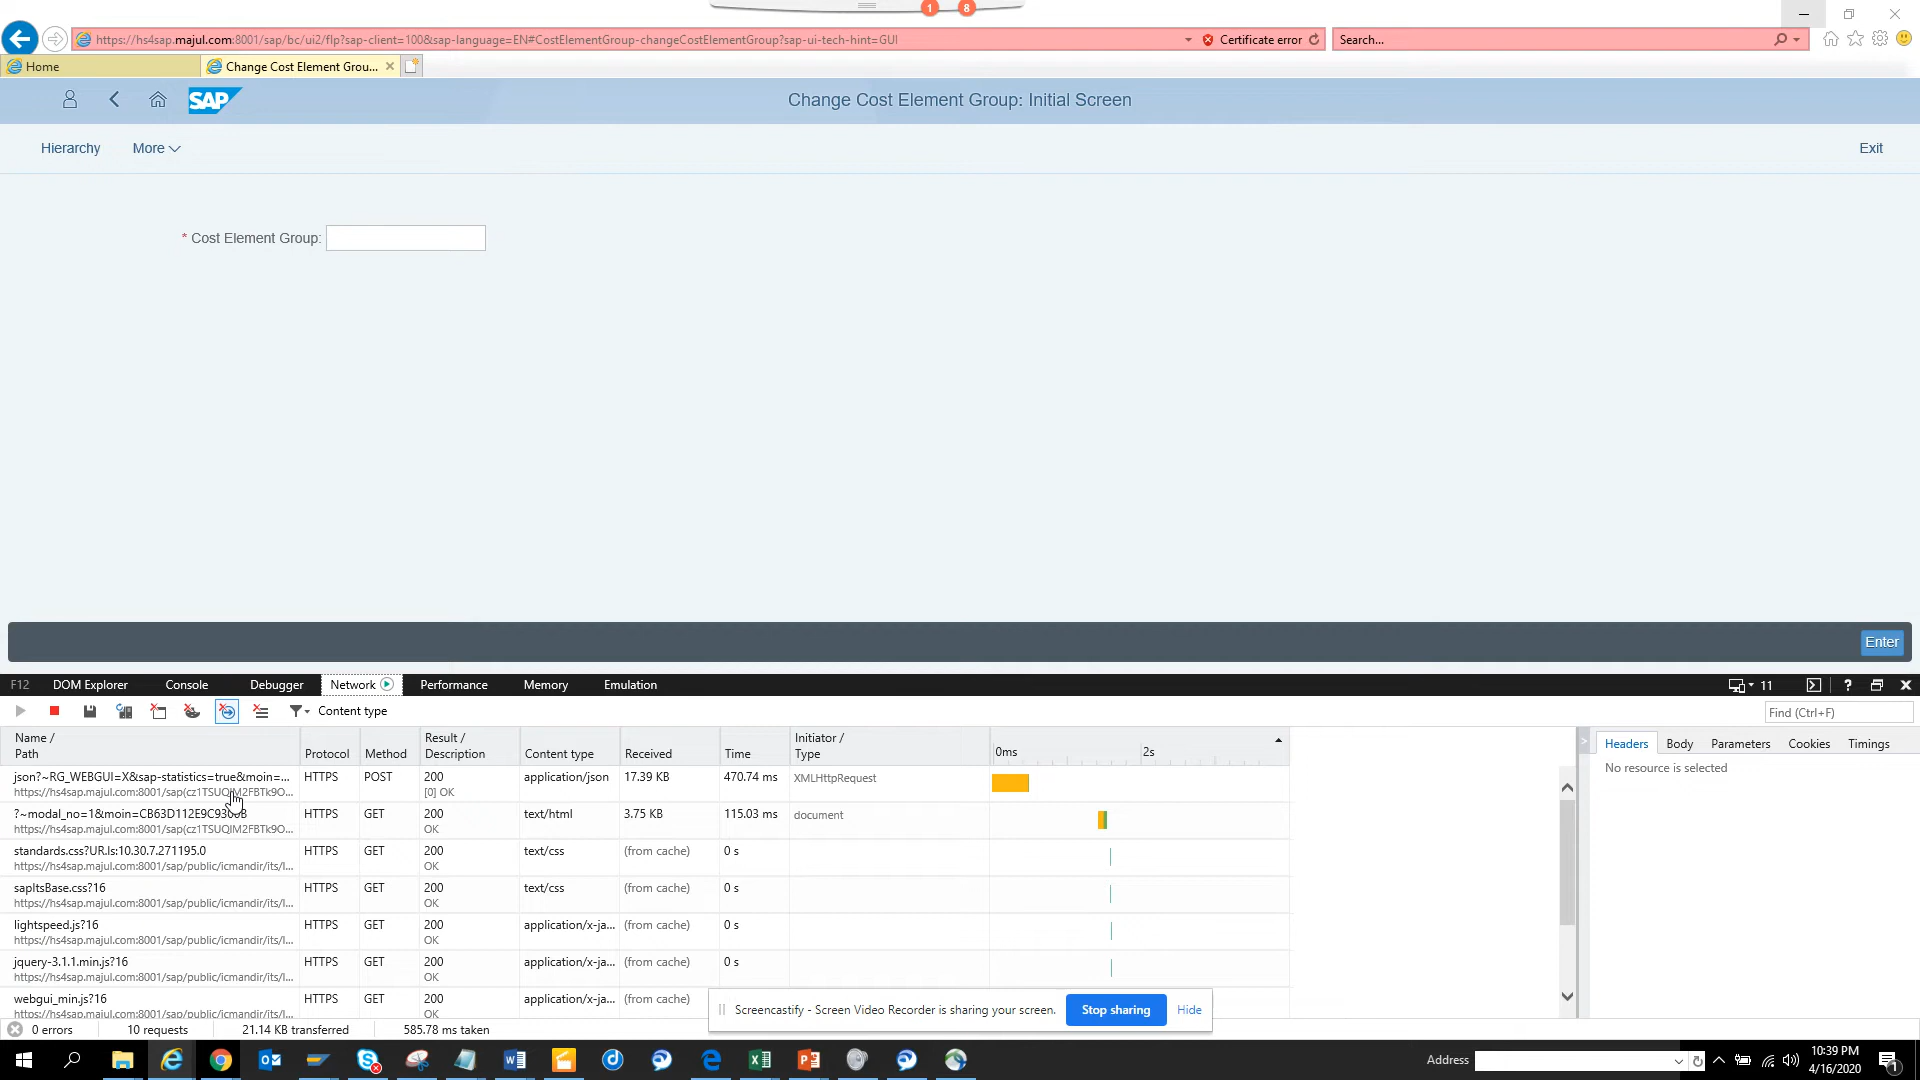 1 8
https://hs4sap.majul.com:8001/sap/bc/ui2/flp?sap-client=100&sap-language=EN#CostElementGroup-changeCostElementGroup?sap-ui-tech-hint=GUI Certificate error Search...
Home Change Cost Element Grou...
SAP Change Cost Element Group: Initial Screen
Hierarchy More Exit
* Cost Element Group:
Enter
F12 DOM Explorer Console Debugger Network Performance Memory Emulation 11 ?
Content type Find (Ctrl+F)
Name / Path Protocol Method Result / Description Content type Received Time Initiator / Type 0ms 2s Headers Body Parameters Cookies Timings
No resource is selected
json?~RG_WEBGUI=X&sap-statistics=true&moin=... HTTPS POST 200 application/json 17.39 KB 470.74 ms XMLHttpRequest
https://hs4sap.majul.com:8001/sap(cz1TSUQlM2FBTk9O... [0] OK
?~modal_no=1&moin=CB63D112E9C93 HTTPS GET 200 text/html 3.75 KB 115.03 ms document
https://hs4sap.majul.com:8001/sap(cz1TSUQlM2FBTk9O... OK
standards.css?UR.ls:10.30.7.271195.0 HTTPS GET 200 text/css (from cache) 0 s
https://hs4sap.majul.com:8001/sap/public/icmandir/its/l... OK
sapItsBase.css?16 HTTPS GET 200 text/css (from cache) 0 s
https://hs4sap.majul.com:8001/sap/public/icmandir/its/l... OK
lightspeed.js?16 HTTPS GET 200 application/x-ja... (from cache) 0 s
https://hs4sap.majul.com:8001/sap/public/icmandir/its/l... OK
jquery-3.1.1.min.js?16 HTTPS GET 200 application/x-ja... (from cache) 0 s
https://hs4sap.majul.com:8001/sap/public/icmandir/its/l... OK
webgui_min.js?16 HTTPS GET 200 application/x-ja... (from cache)
https://hs4sap.majul.com:8001/sap/public/icmandir/its/l... OK
Screencastify - Screen Video Recorder is sharing your screen. Stop sharing Hide
0 errors 10 requests 21.14 KB transferred 585.78 ms taken
Address 10:39 PM
4/16/2020 1